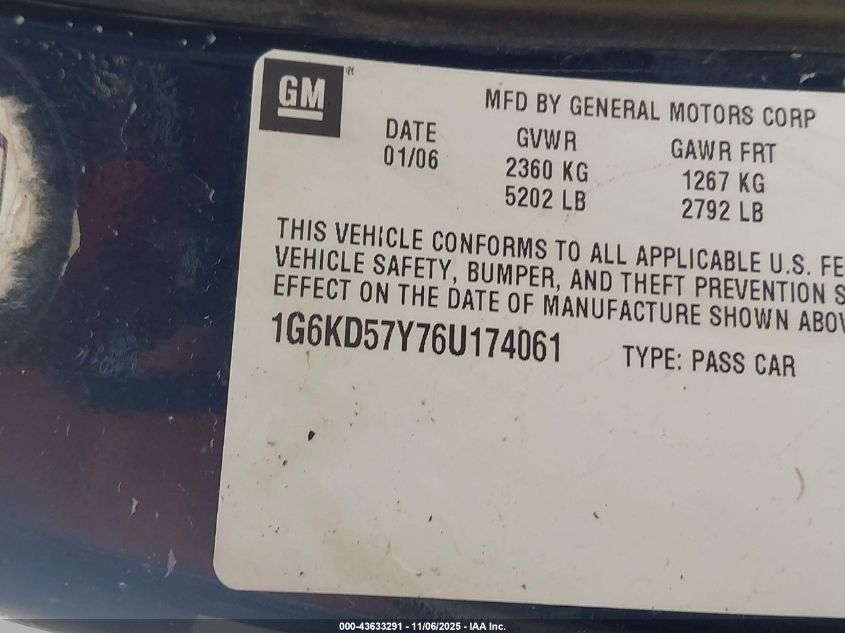 GM®
MFD BY GENERAL MOTORS CORP
DATE GVWR GAWR FRT
01/06 2360 KG 1267 KG
5202 LB 2792 LB
THIS VEHICLE CONFORMS TO ALL APPLICABLE U.S. FE
VEHICLE SAFETY, BUMPER, AND THEFT PREVENTION S
EFFECT ON THE DATE OF MANUFACTURE SHOWN ABOV
1G6KD57Y76U174061 TYPE: PASS CAR
000-43633291 - 11/06/2025 - IAA Inc.